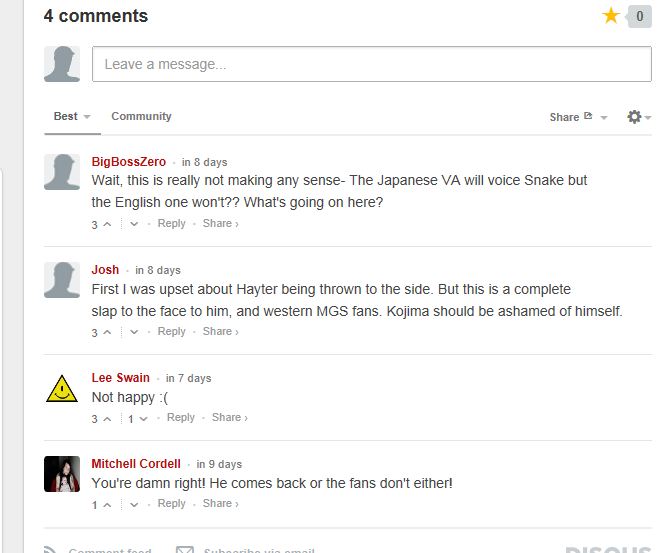 4 comments
0
Leave a message...
Best
Community
Share
BigBossZero · in 8 days
Wait, this is really not making any sense- The Japanese VA will voice Snake but
the English one won't?? What's going on here?
3 · Reply · Share ›
Josh · in 8 days
First I was upset about Hayter being thrown to the side. But this is a complete
slap to the face to him, and western MGS fans. Kojima should be ashamed of himself.
3 · Reply · Share ›
Lee Swain · in 7 days
Not happy :(
3 1 · Reply · Share ›
Mitchell Cordell · in 9 days
You're damn right! He comes back or the fans don't either!
1 · Reply · Share ›
Comment feed
Subscribe via email
DISQUS